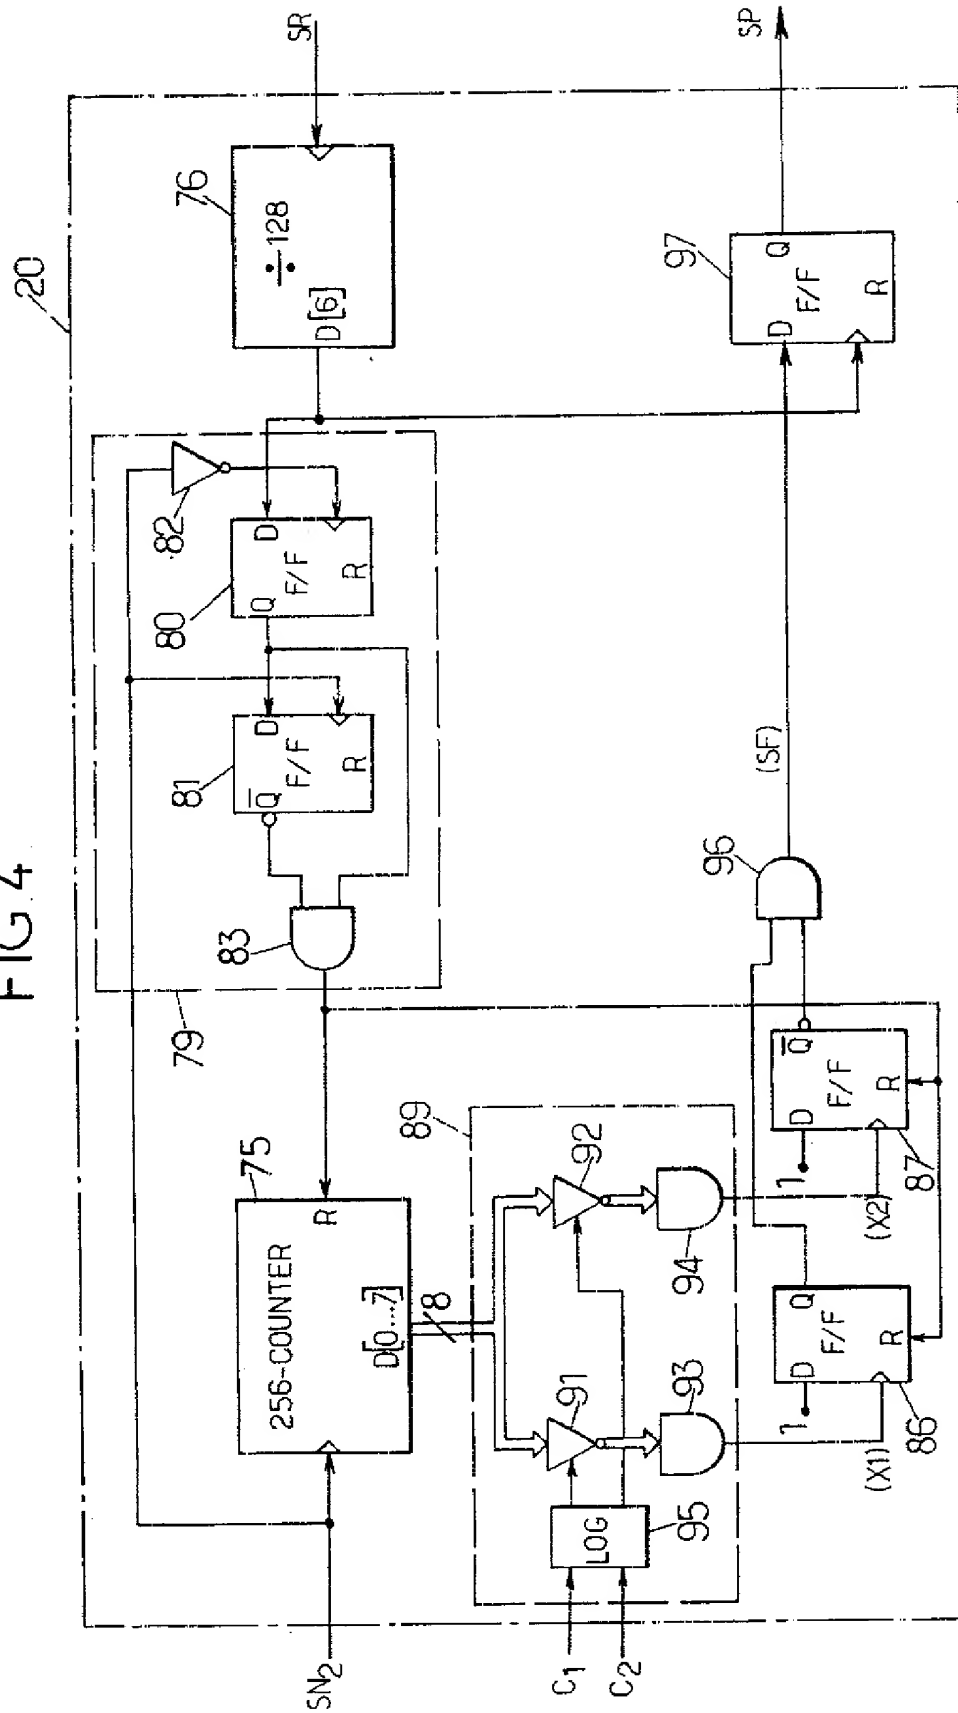 FIG.4
20
SR
76
÷128
D[6]
82
D
Q
F/F
R
80
D
Q̅
F/F
R
81
83
79
75
256-COUNTER
R
D[0...7]
8
SN2
89
92
91
94
93
LOG
95
C1
C2
(X1)
(X2)
1
D
Q
F/F
R
86
1
D
Q̅
F/F
R
87
96
(SF)
97
D
Q
F/F
R
SP